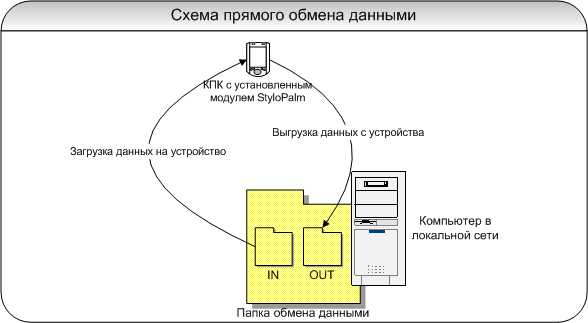 Схема прямого обмена данными
КПК с установленным
модулем StyloPalm
Выгрузка данных с устройства
Загрузка данных на устройство
Компьютер в
локальной сети
IN
OUT
Папка обмена данными